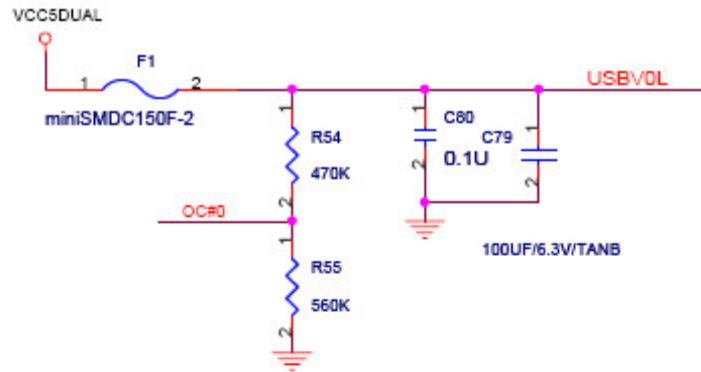 VCC5DUAL
F1
1 2
miniSMDC150F-2
USBV0L
1
R54
470K
2
OC#0
1
R55
560K
2
1
C80
0.1U
2
C79
1
2
100UF/6.3V/TANB